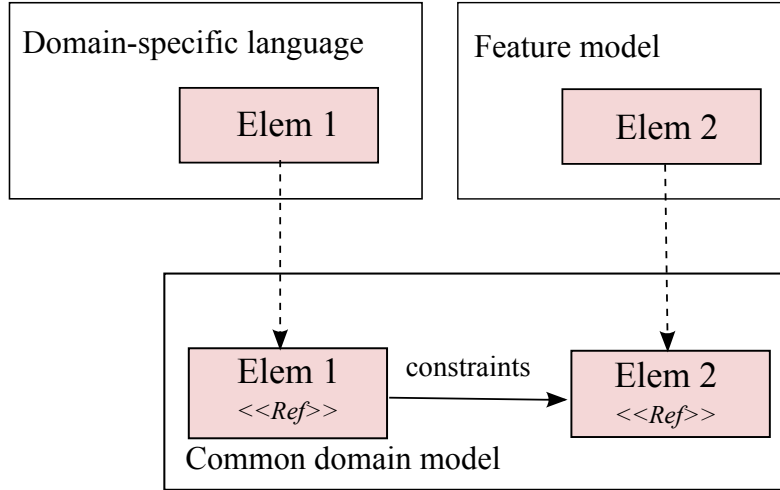 Domain-specific language
Feature model
Elem 1
Elem 2
Elem 1
<<Ref>>
constraints
Elem 2
<<Ref>>
Common domain model